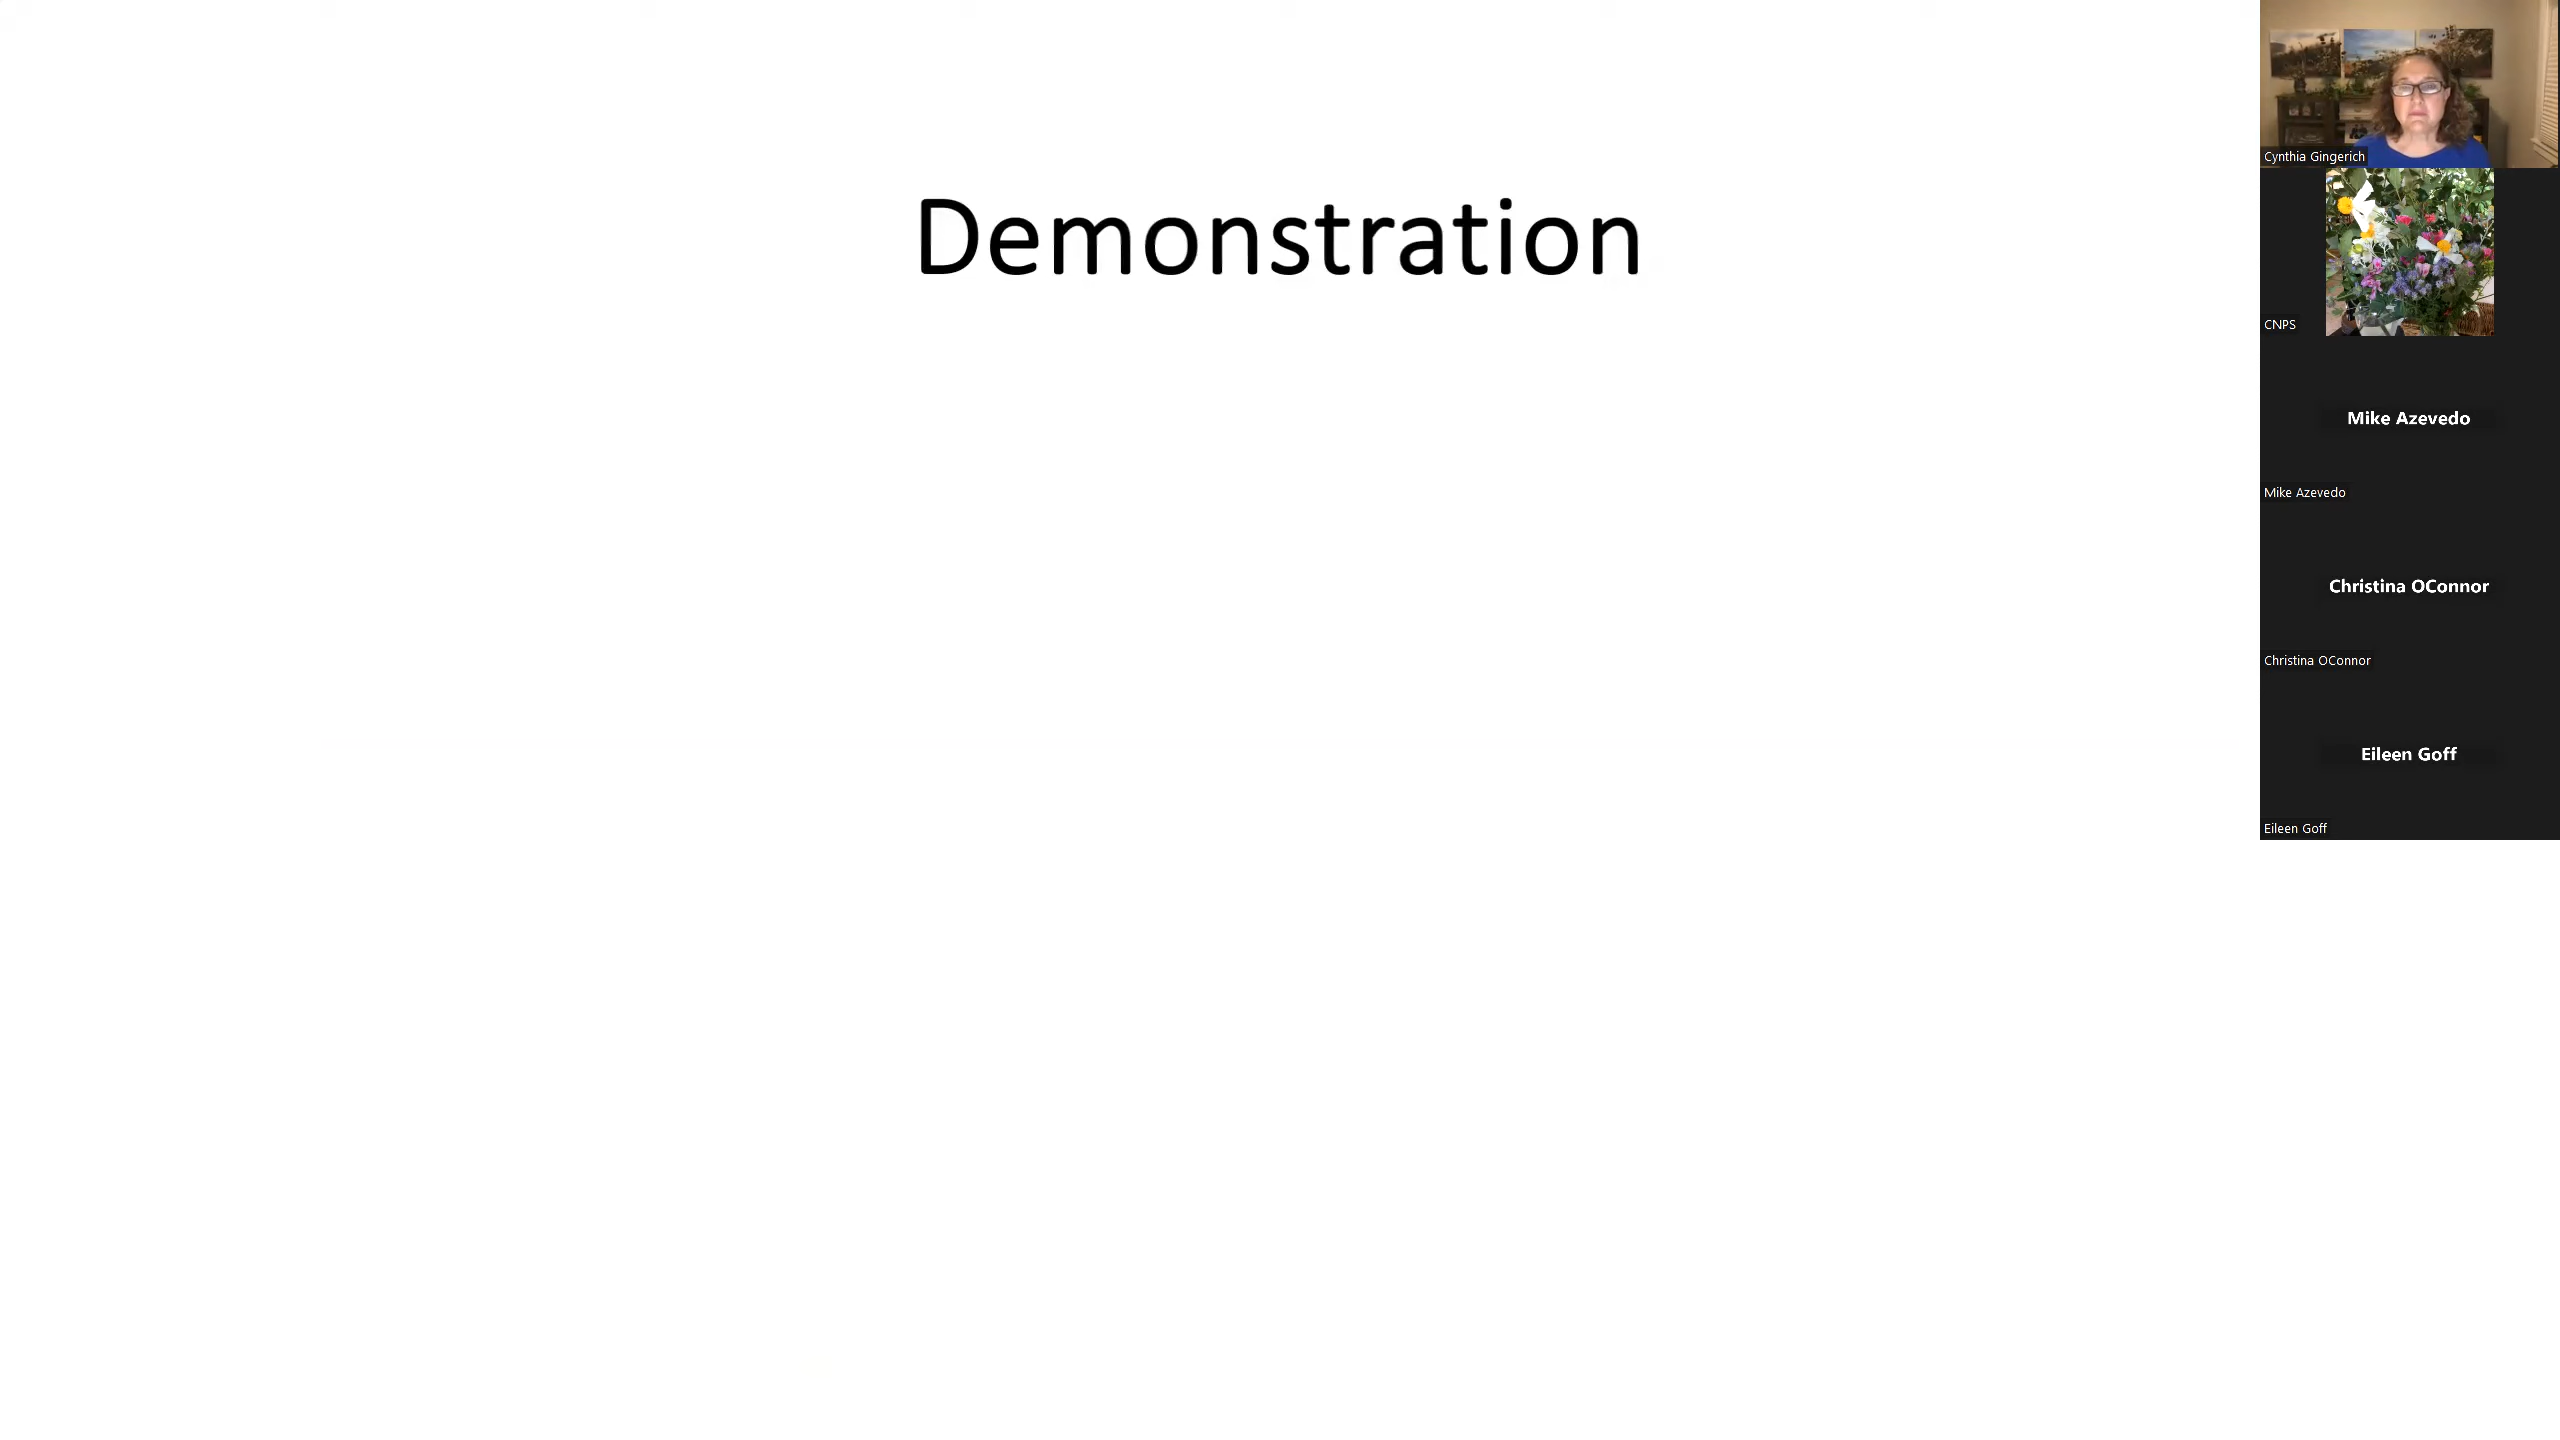 Demonstration
Cynthia Gingerich
CNPS
Mike Azevedo
Mike Azevedo
Christina OConnor
Christina OConnor
Eileen Goff
Eileen Goff